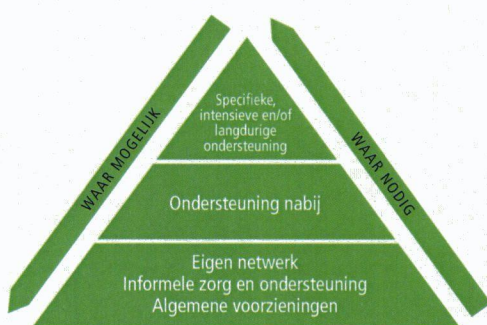 WAAR MOGELIJK
WAAR NODIG
Specifieke,
intensieve en/of
langdurige
ondersteuning
Ondersteuning nabij
Eigen netwerk
Informele zorg en ondersteuning
Algemene voorzieningen